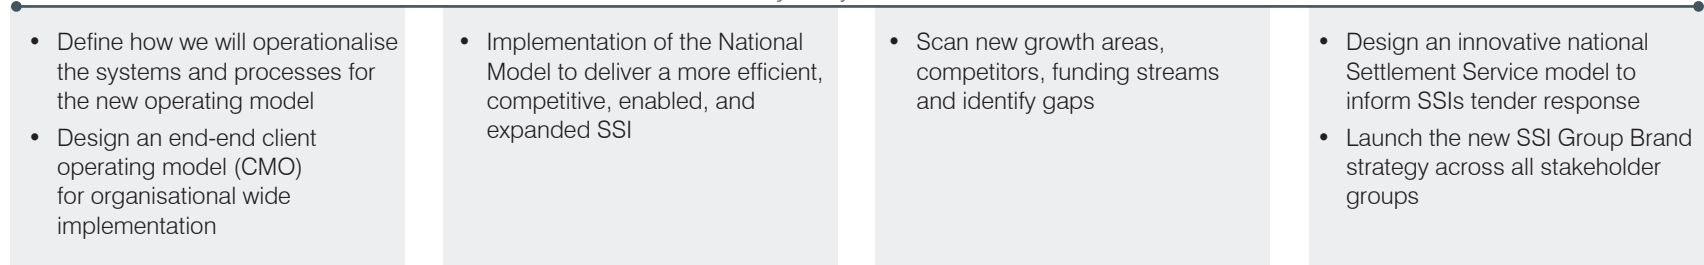 • Define how we will operationalise
the systems and processes for
the new operating model
• Design an end-end client
operating model (CMO)
for organisational wide
implementation
• Implementation of the National
Model to deliver a more efficient,
competitive, enabled, and
expanded SSI
• Scan new growth areas,
competitors, funding streams
and identify gaps
• Design an innovative national
Settlement Service model to
inform SSIs tender response
• Launch the new SSI Group Brand
strategy across all stakeholder
groups